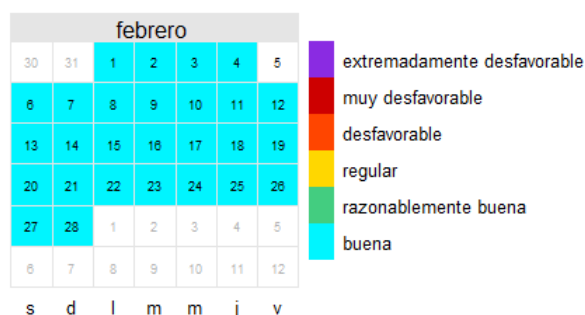 febrero
30 31 1 2 3 4 5
6 7 8 9 10 11 12
13 14 15 16 17 18 19
20 21 22 23 24 25 26
27 28 1 2 3 4 5
6 7 8 9 10 11 12
s d l m m j v
extremadamente desfavorable
muy desfavorable
desfavorable
regular
razonablemente buena
buena